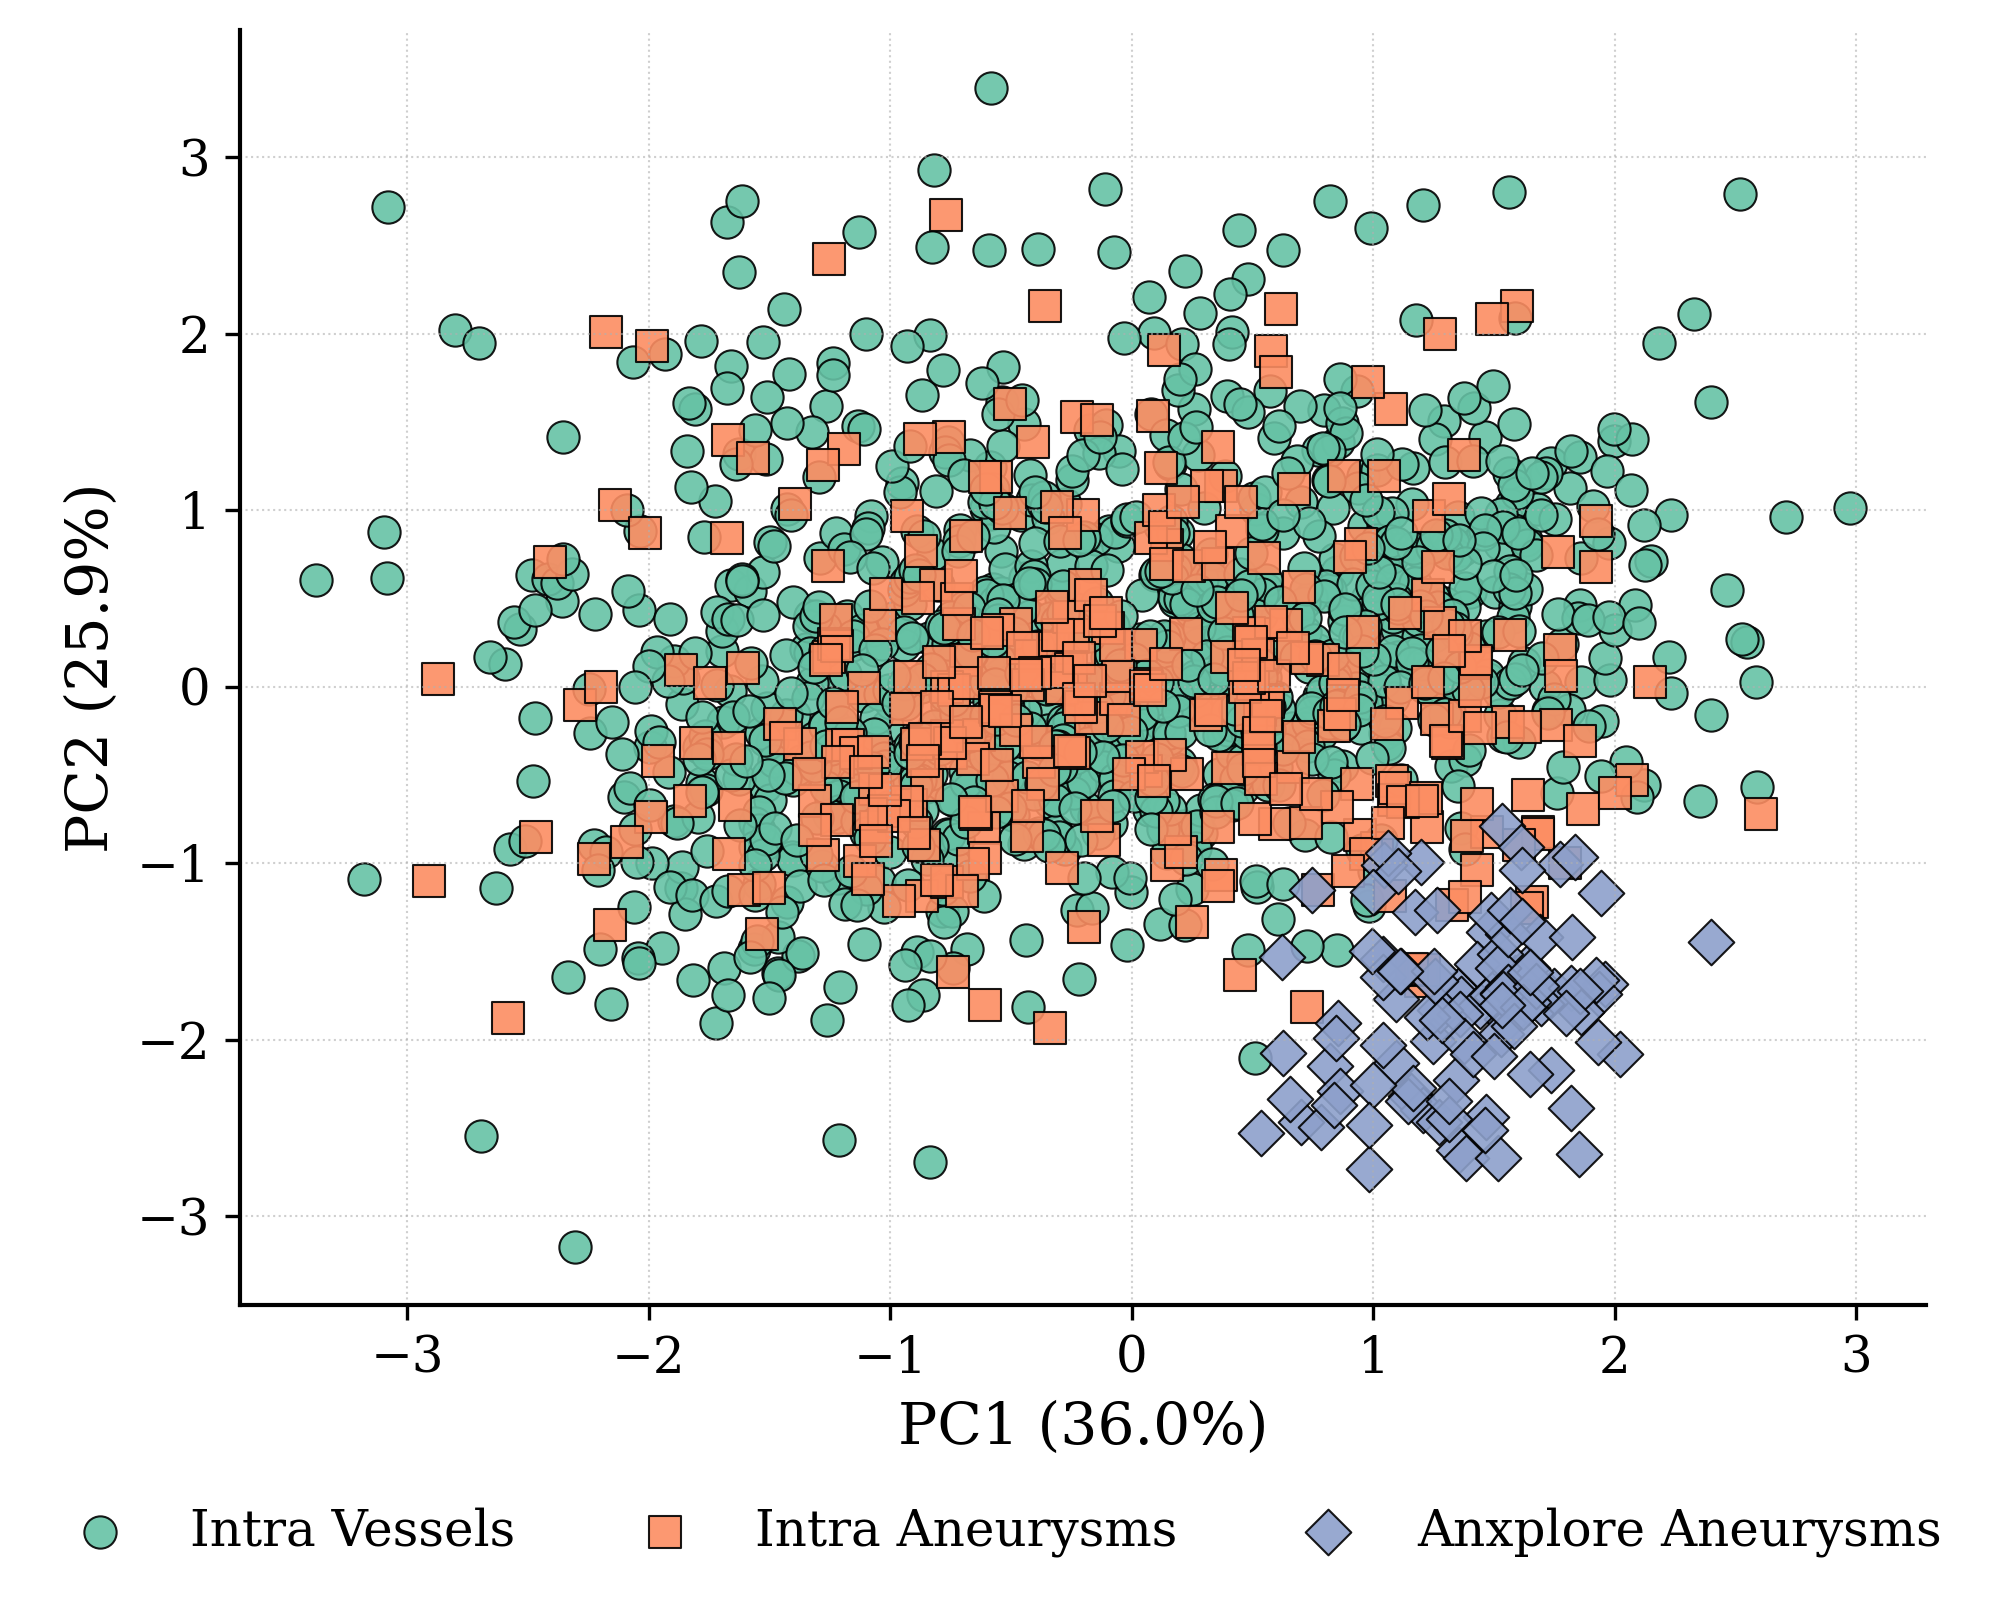 3
2
1
0
−1
−2
−3
PC2 (25.9%)
−3 −2 −1 0 1 2 3
PC1 (36.0%)
Intra Vessels Intra Aneurysms Anxplore Aneurysms